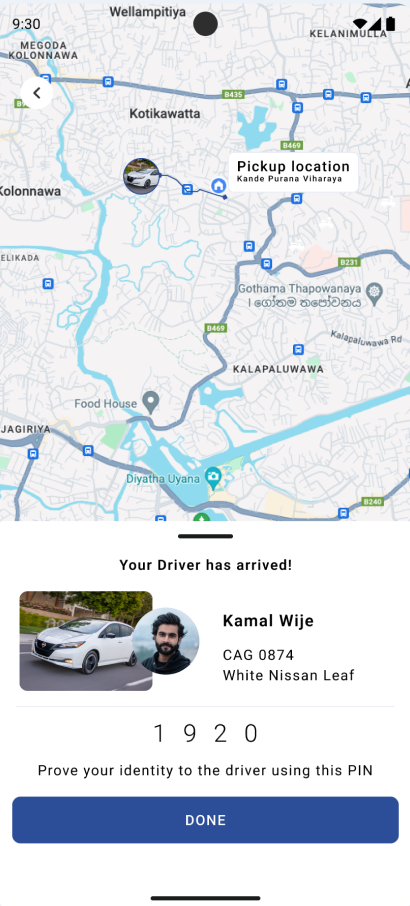 Wellampitiya
9:30
KELANIMULLA
MEGODA
KOLONNAWA
B435
Kotikawatta
B469
Pickup location
Kande Purana Viharaya
Kolonnawa
ELIKADA
B231
Gothama Thapowanaya
| ගෝතම තපෝවනය
B469
Kalapaluwawa Rd
KALAPALUWAWA
Food House
JAGIRIYA
Diyatha Uyana
B240
Your Driver has arrived!
Kamal Wije
CAG 0874
White Nissan Leaf
1 9 2 0
Prove your identity to the driver using this PIN
DONE